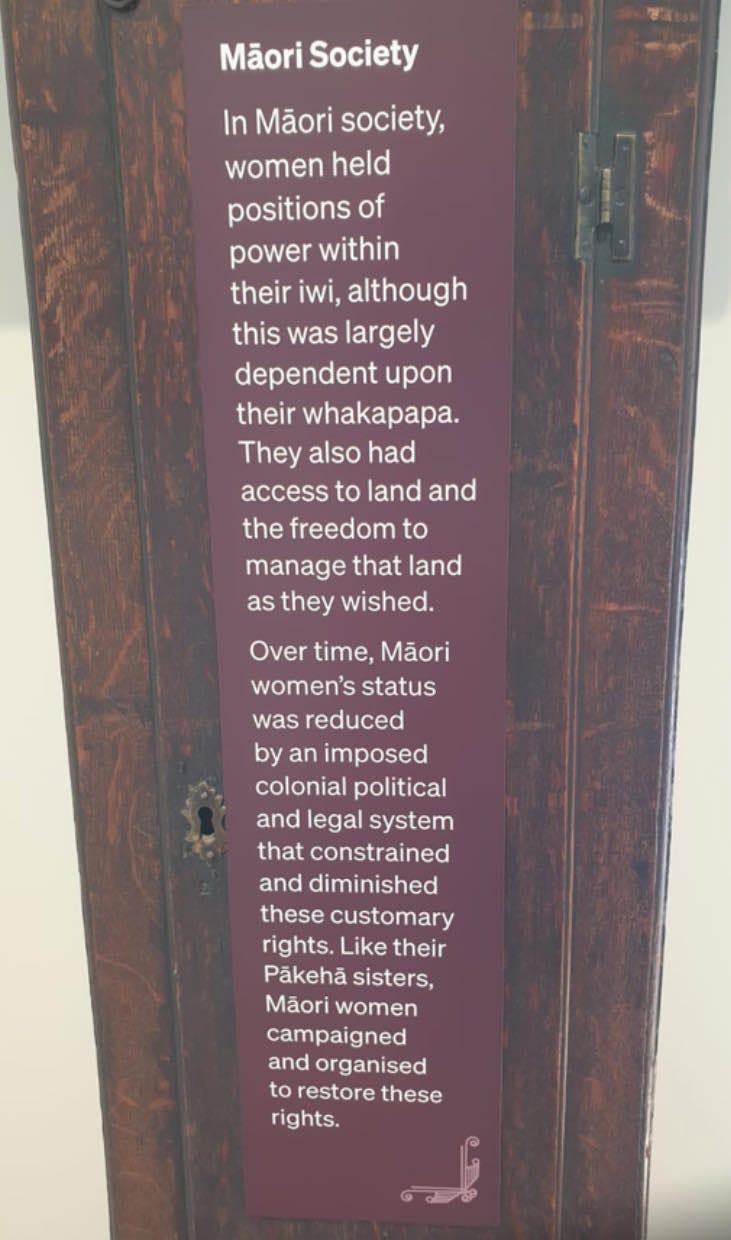 Māori Society
In Māori society,
women held
positions of
power within
their iwi, although
this was largely
dependent upon
their whakapapa.
They also had
access to land and
the freedom to
manage that land
as they wished.
Over time, Māori
women's status
was reduced
by an imposed
colonial political
and legal system
that constrained
and diminished
these customary
rights. Like their
Pākehā sisters,
Māori women
campaigned
and organised
to restore these
rights.